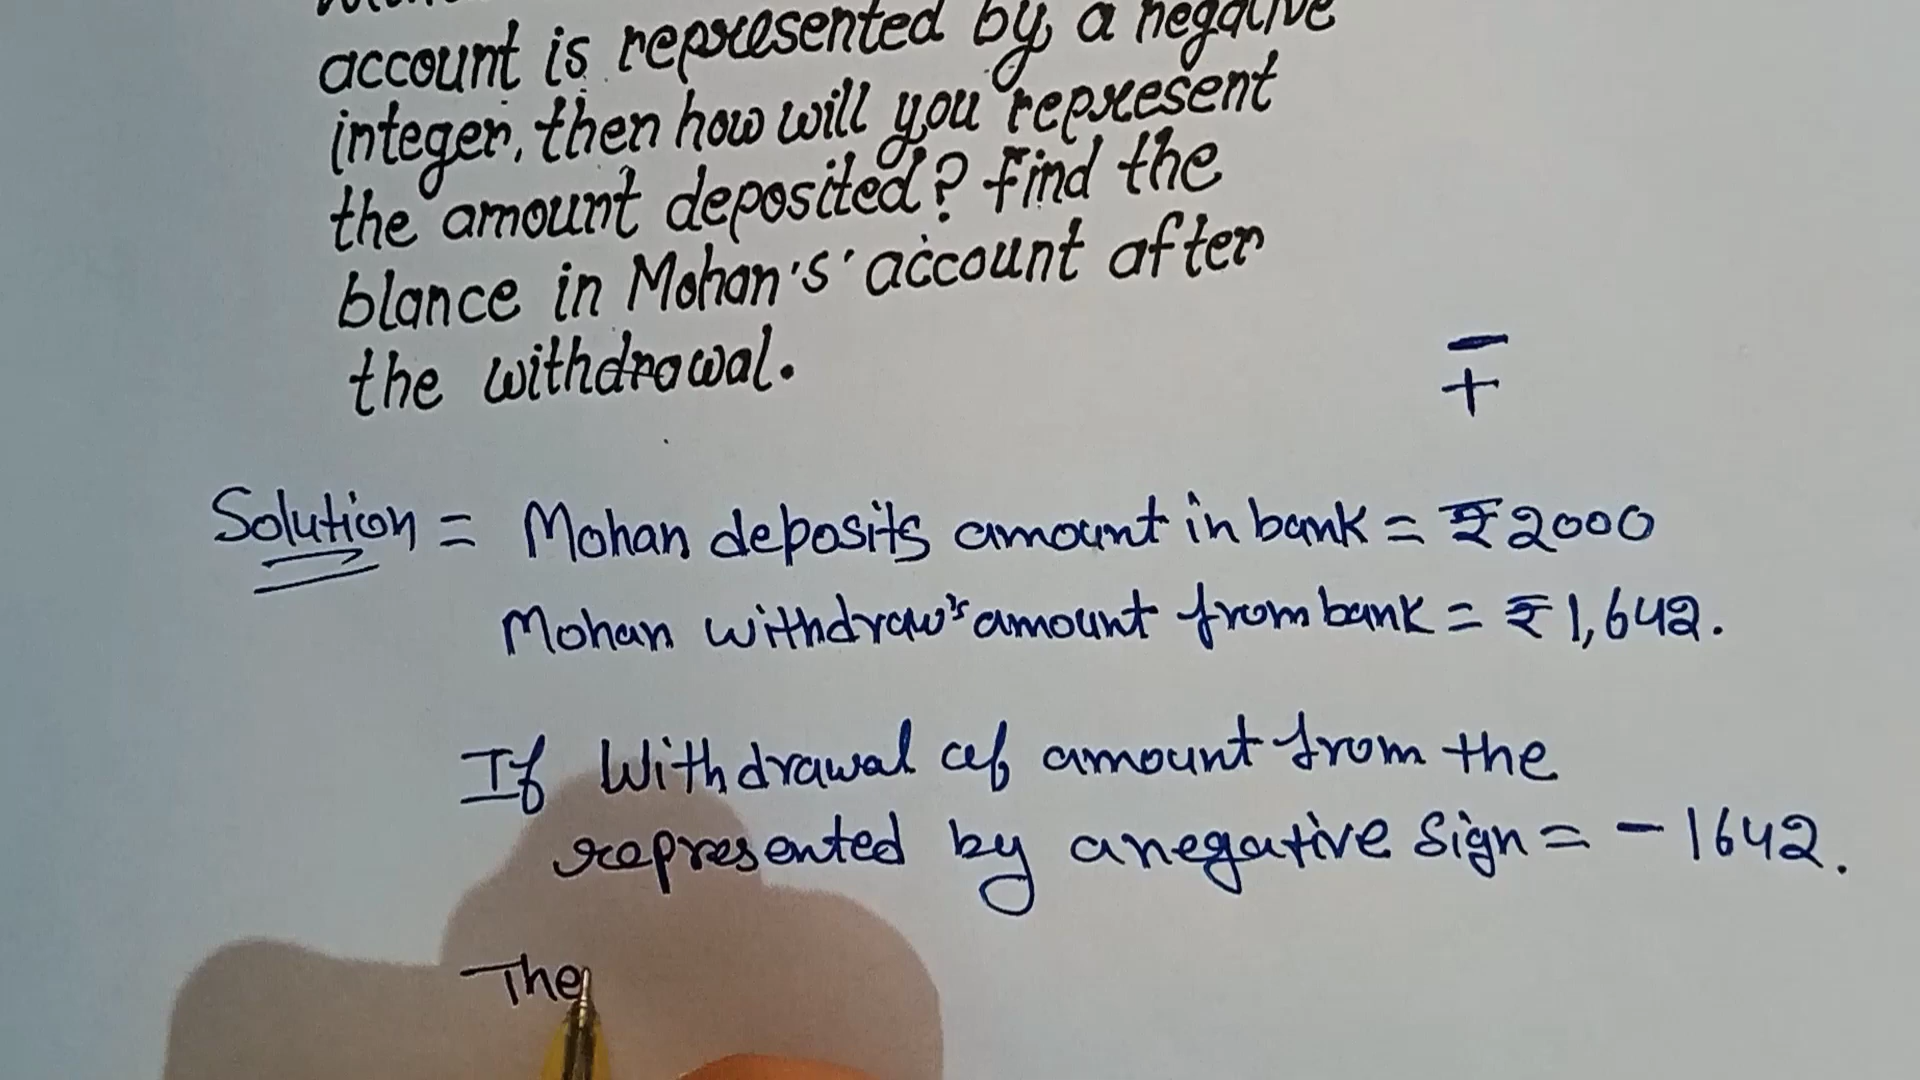 account is represented by a negative
integer, then how will you represent
the amount deposited? find the
blance in Mohan's account after
the withdrawal.
−
+
Solution = Mohan deposits amount in bank = ₹2000
Mohan withdraw's amount from bank = ₹1,642.
If Withdrawal of amount from the
represented by a negative Sign = − 1642.
The